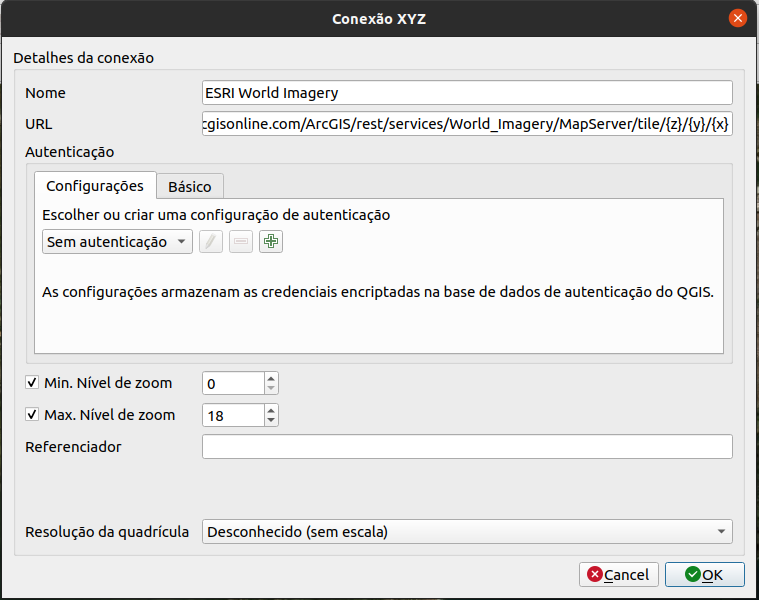 Conexão XYZ
Detalhes da conexão
Nome
ESRI World Imagery
URL
cgisonline.com/ArcGIS/rest/services/World_Imagery/MapServer/tile/{z}/{y}/{x}
Autenticação
Configurações
Básico
Escolher ou criar uma configuração de autenticação
Sem autenticação
As configurações armazenam as credenciais encriptadas na base de dados de autenticação do QGIS.
Min. Nível de zoom
0
Max. Nível de zoom
18
Referenciador
Resolução da quadrícula
Desconhecido (sem escala)
Cancel
OK